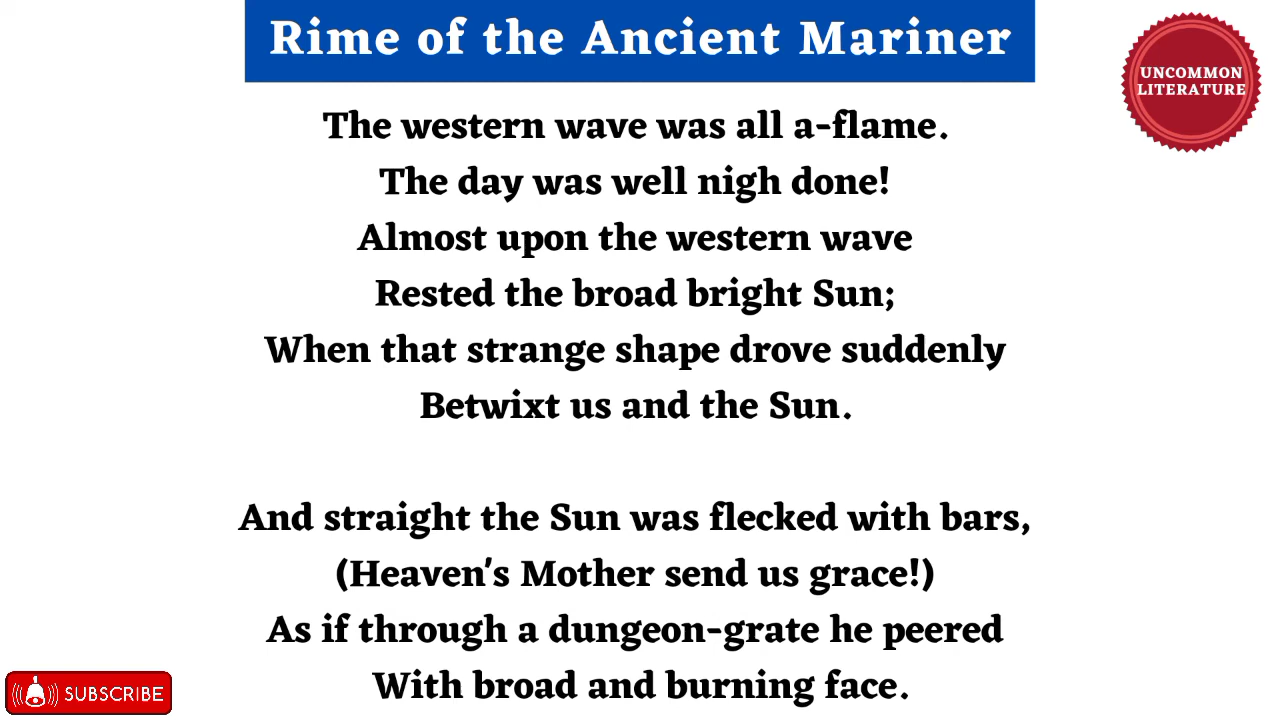 Rime of the Ancient Mariner
UNCOMMON
LITERATURE
The western wave was all a-flame.
The day was well nigh done!
Almost upon the western wave
Rested the broad bright Sun;
When that strange shape drove suddenly
Betwixt us and the Sun.
And straight the Sun was flecked with bars,
(Heaven's Mother send us grace!)
As if through a dungeon-grate he peered
With broad and burning face.
SUBSCRIBE